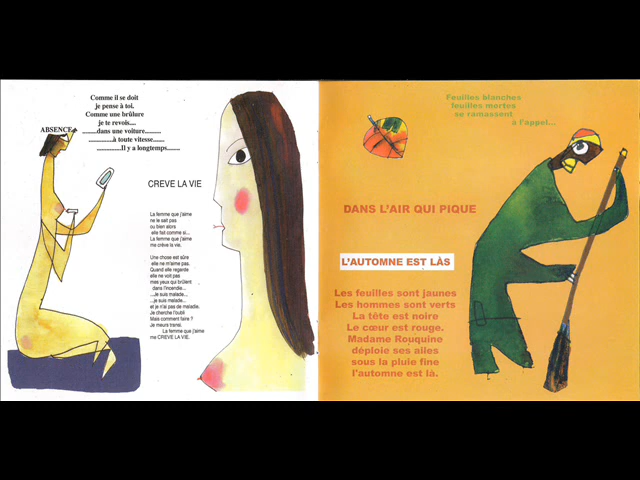 Comme il se doit
je pense à toi.
Comme une brûlure
je te revois....
ABSENCE
.........dans une voiture.........
..............à toute vitesse.......
..............Il y a longtemps........
CREVE LA VIE
La femme que j'aime
ne le sait pas
ou bien alors
elle fait comme si...
La femme que j'aime
me crève la vie.
Une chose est sûre
elle ne m'aime pas.
Quand elle regarde
elle ne voit pas
mes yeux qui brûlent
dans l'incendie...
...Je suis malade...
...je suis malade...
et je n'ai pas de maladie.
Je cherche l'oubli
Mais comment faire ?
Je meurs transi.
La femme que j'aime
me CREVE LA VIE.
Feuilles blanches
feuilles mortes
se ramassent
à l'appel...
DANS L'AIR QUI PIQUE
L'AUTOMNE EST LÀS
Les feuilles sont jaunes
Les hommes sont verts
La tête est noire
Le cœur est rouge.
Madame Rouquine
déploie ses ailes
sous la pluie fine
l'automne est là.